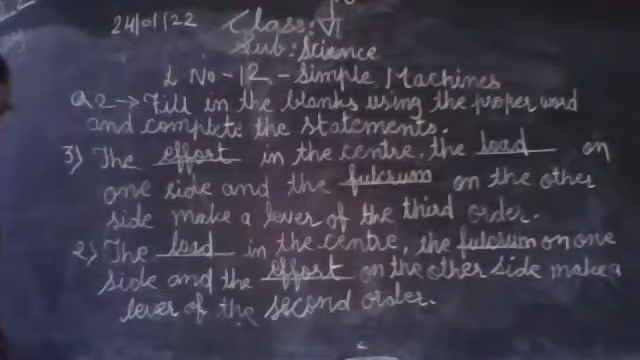 24/01/22 Class: VI
Sub: Science
L No-12 - Simple Machines
Q2→ Fill in the blanks using the proper word
and complete the statements.
3) The effort in the centre, the load on
one side and the fulcrum on the other
side make a lever of the third order.
2) The load in the centre, the fulcrum on one
side and the effort on the other side make a
lever of the second order.